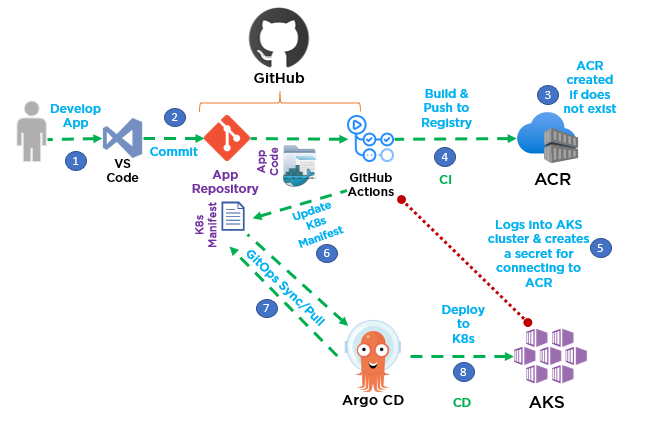 GitHub
Develop
App
1
VS
Code
2
Commit
App
Repository
App
Code
GitHub
Actions
Build &
Push to
Registry
4
CI
3
ACR
created
If does
not exist
ACR
K8s
Manifest
Update
K8s
Manifest
6
Logs into AKS
cluster & creates
a secret for
connecting to
ACR
5
GitOps Sync/Pull
7
Argo CD
Deploy
to
K8s
8
CD
AKS